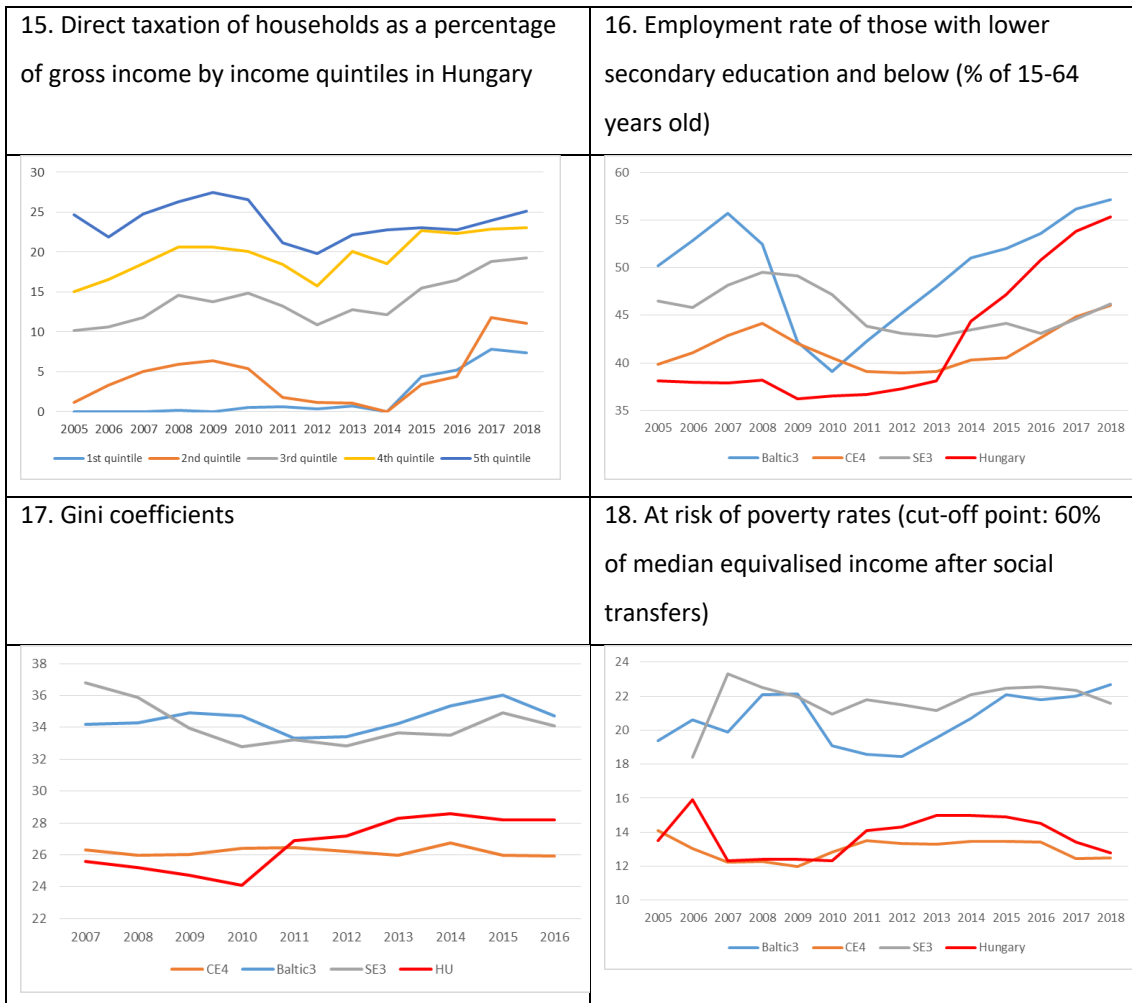 15. Direct taxation of households as a percentage
of gross income by income quintiles in Hungary
30
25
20
15
10
5
0
2005 2006 2007 2008 2009 2010 2011 2012 2013 2014 2015 2016 2017 2018
1st quintile 2nd quintile 3rd quintile 4th quintile 5th quintile
16. Employment rate of those with lower
secondary education and below (% of 15-64
years old)
60
55
50
45
40
35
2005 2006 2007 2008 2009 2010 2011 2012 2013 2014 2015 2016 2017 2018
Baltic3 CE4 SE3 Hungary
17. Gini coefficients
38
36
34
32
30
28
26
24
22
2007 2008 2009 2010 2011 2012 2013 2014 2015 2016
CE4 Baltic3 SE3 HU
18. At risk of poverty rates (cut-off point: 60%
of median equivalised income after social
transfers)
24
22
20
18
16
14
12
10
2005 2006 2007 2008 2009 2010 2011 2012 2013 2014 2015 2016 2017 2018
Baltic3 CE4 SE3 Hungary